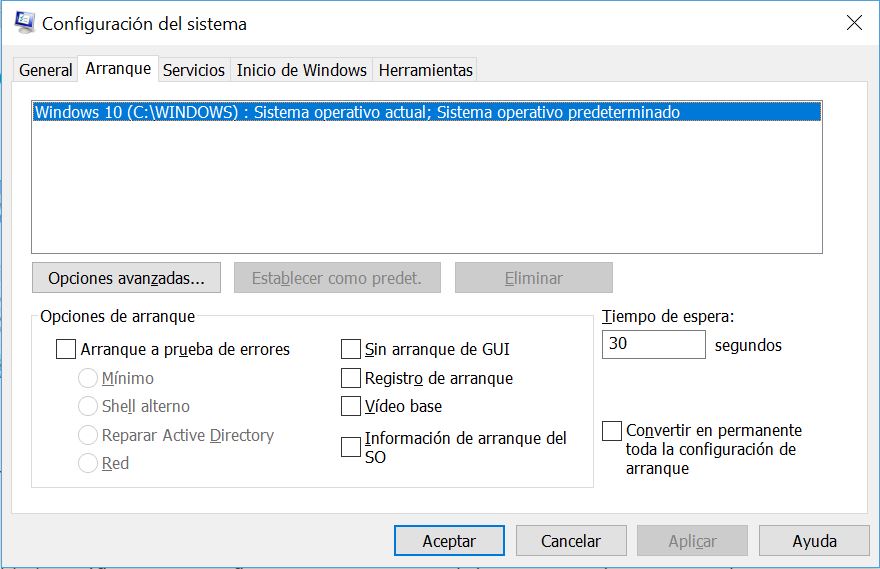 Configuración del sistema
General Arranque Servicios Inicio de Windows Herramientas
Windows 10 (C:\WINDOWS) : Sistema operativo actual; Sistema operativo predeterminado
Opciones avanzadas... Establecer como predet. Eliminar
Opciones de arranque
Arranque a prueba de errores
Mínimo
Shell alterno
Reparar Active Directory
Red
Sin arranque de GUI
Registro de arranque
Vídeo base
Información de arranque del
SO
Tiempo de espera:
30 segundos
Convertir en permanente
toda la configuración de
arranque
Aceptar Cancelar Aplicar Ayuda